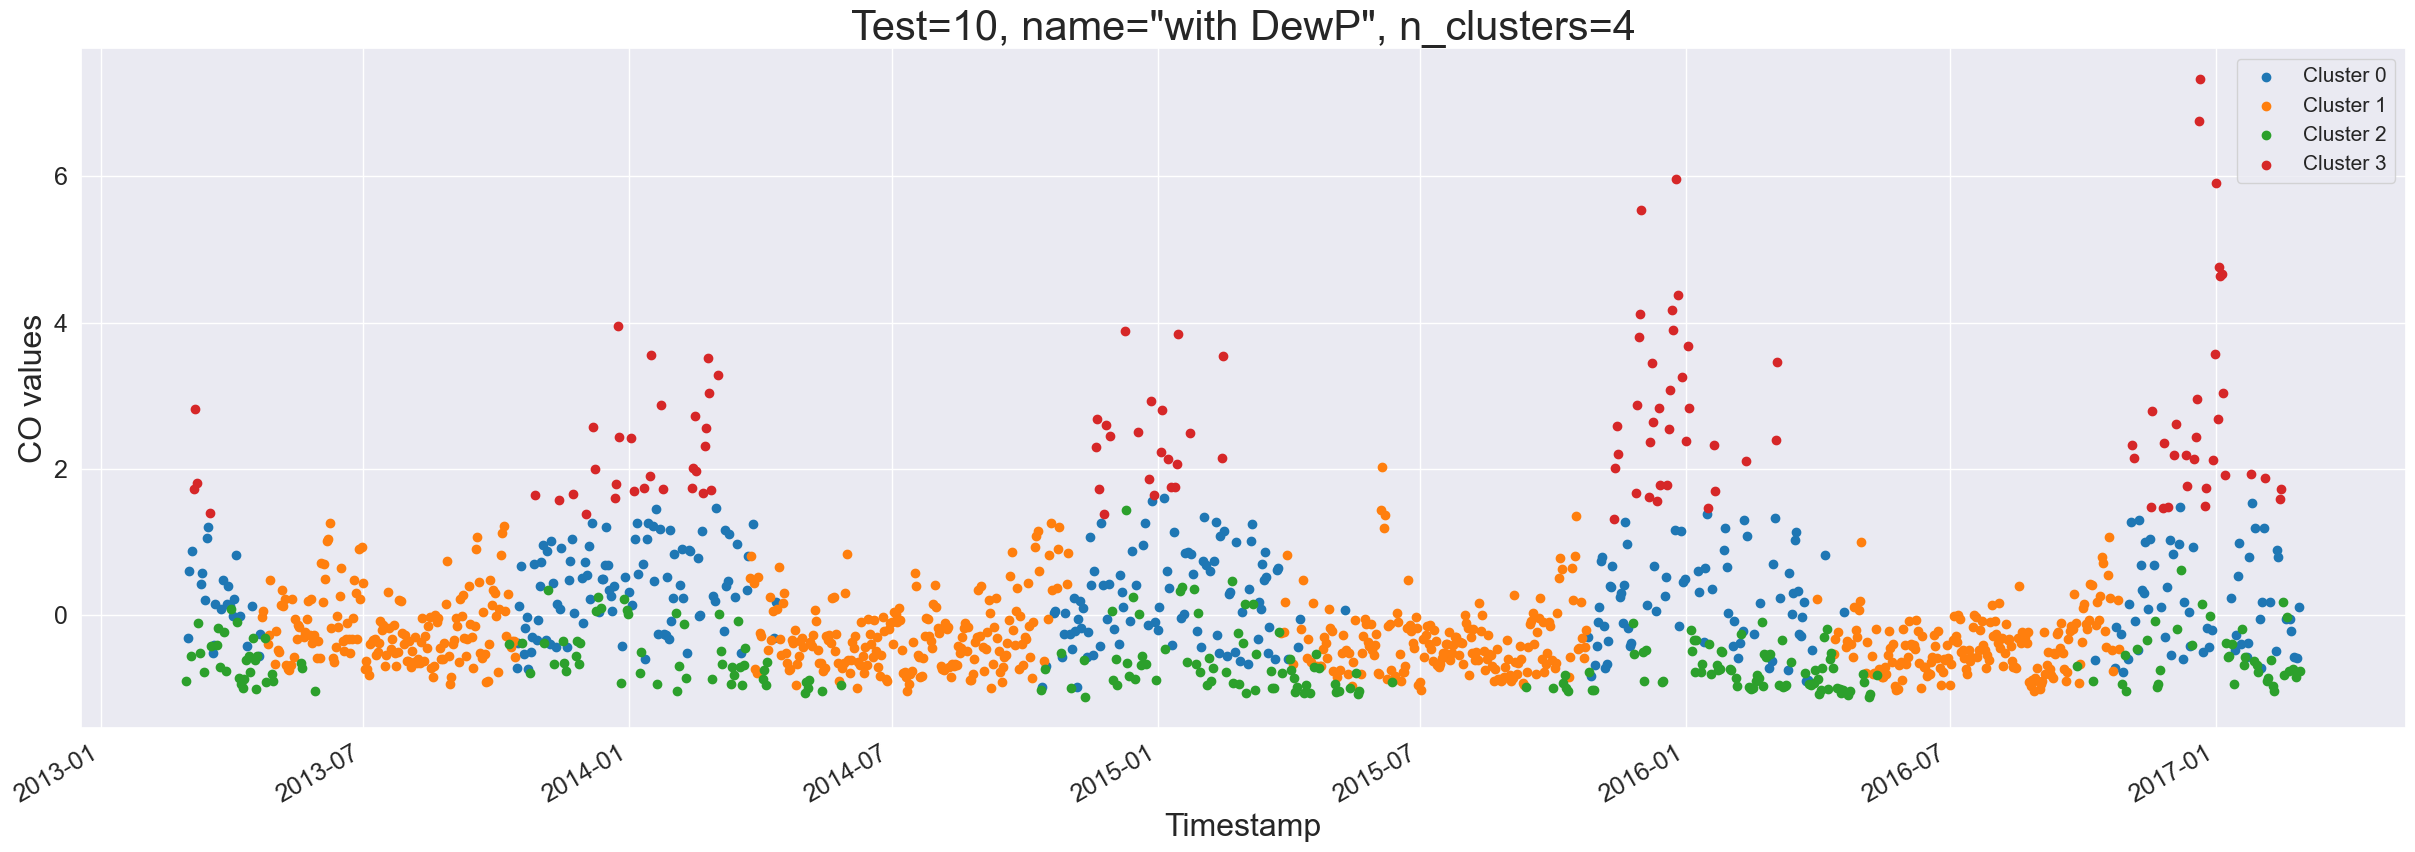 Test=10, name="with DewP", n_clusters=4
Cluster 0
Cluster 1
Cluster 2
Cluster 3
CO values
6
4
2
0
2013-01
2013-07
2014-01
2014-07
2015-01
2015-07
2016-01
2016-07
2017-01
Timestamp